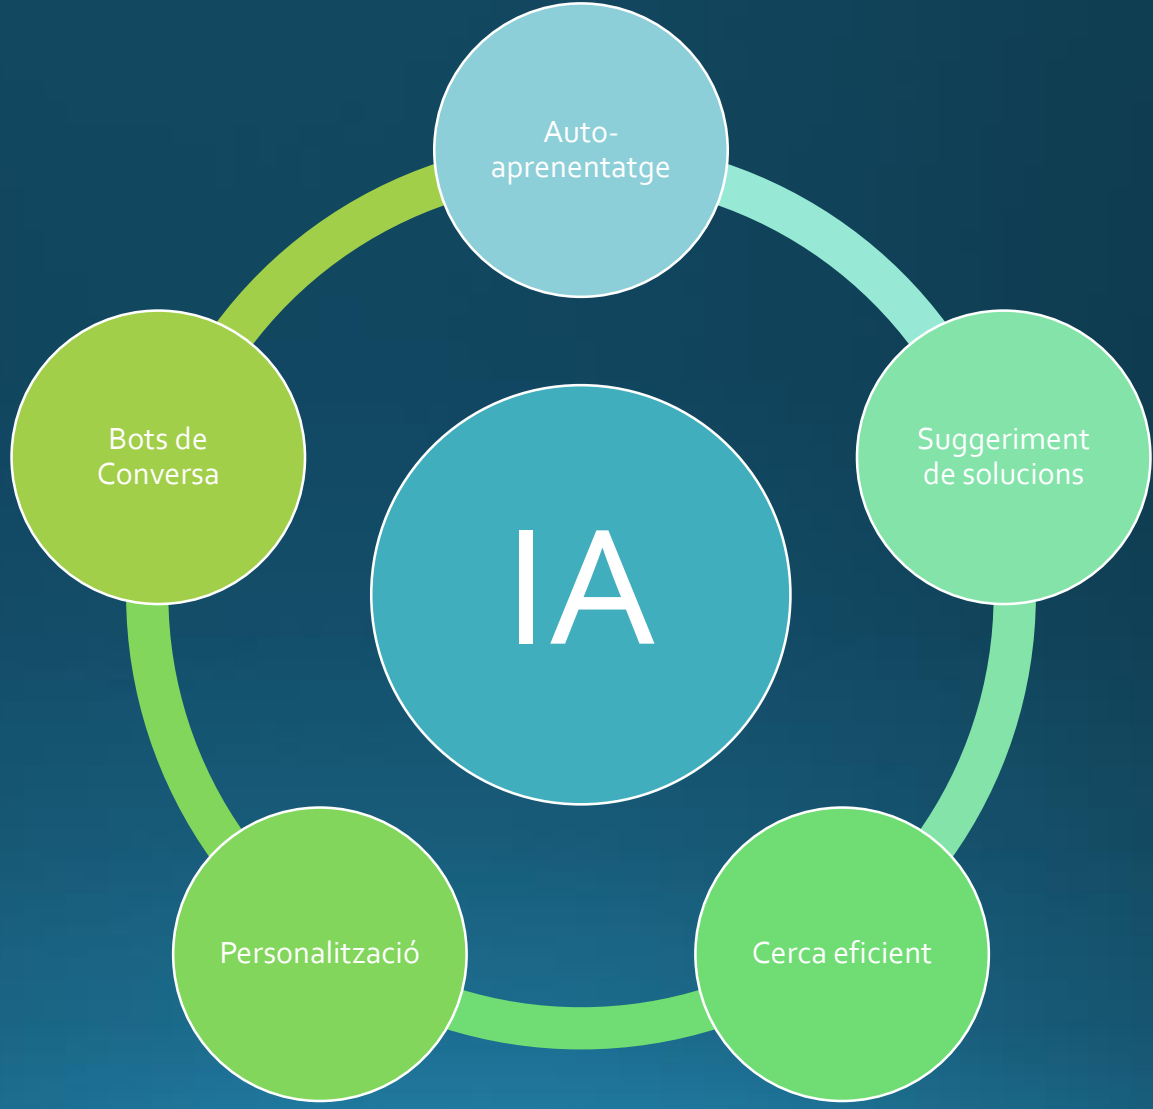 Auto-
aprenentatge
Suggeriment
de solucions
Cerca eficient
Personalització
Bots de
Conversa
IA